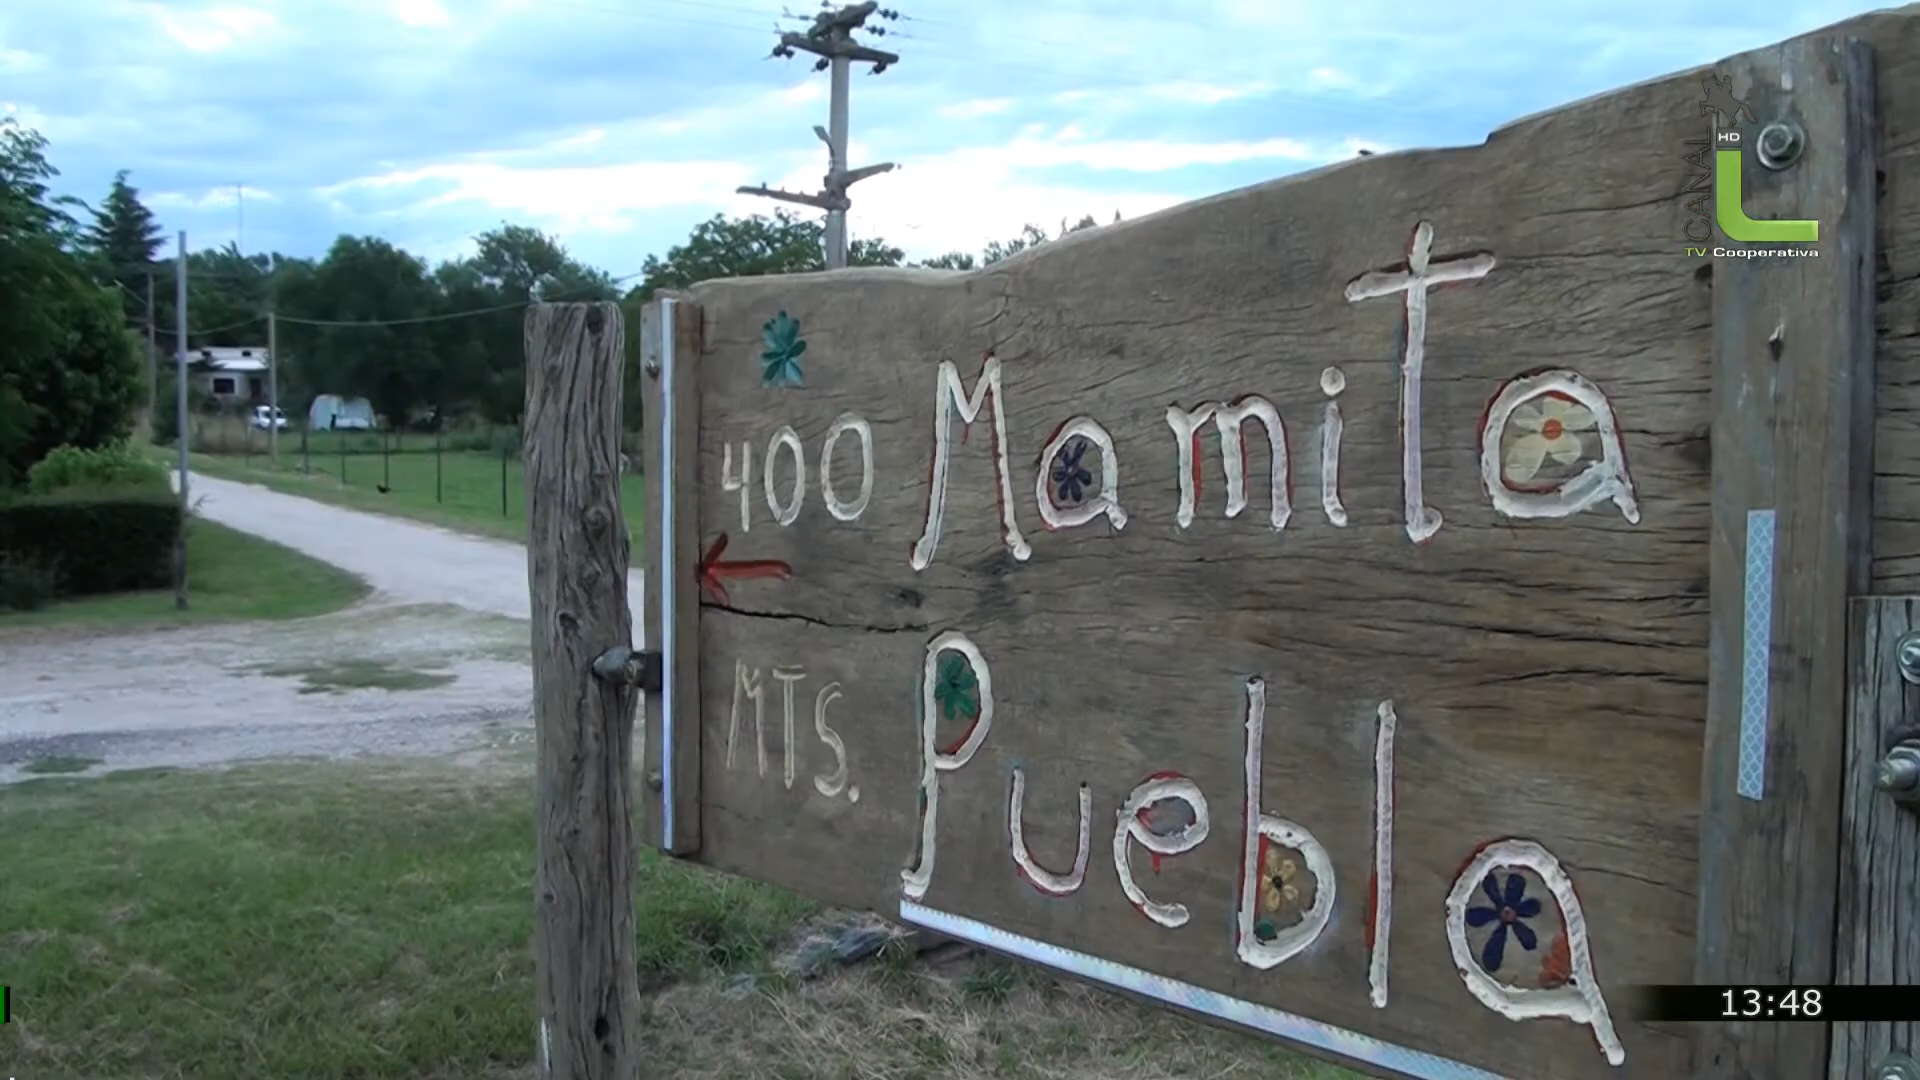 400 Mamita
MTS. Puebla
CANAL
HD
L
TV Cooperativa
13:48